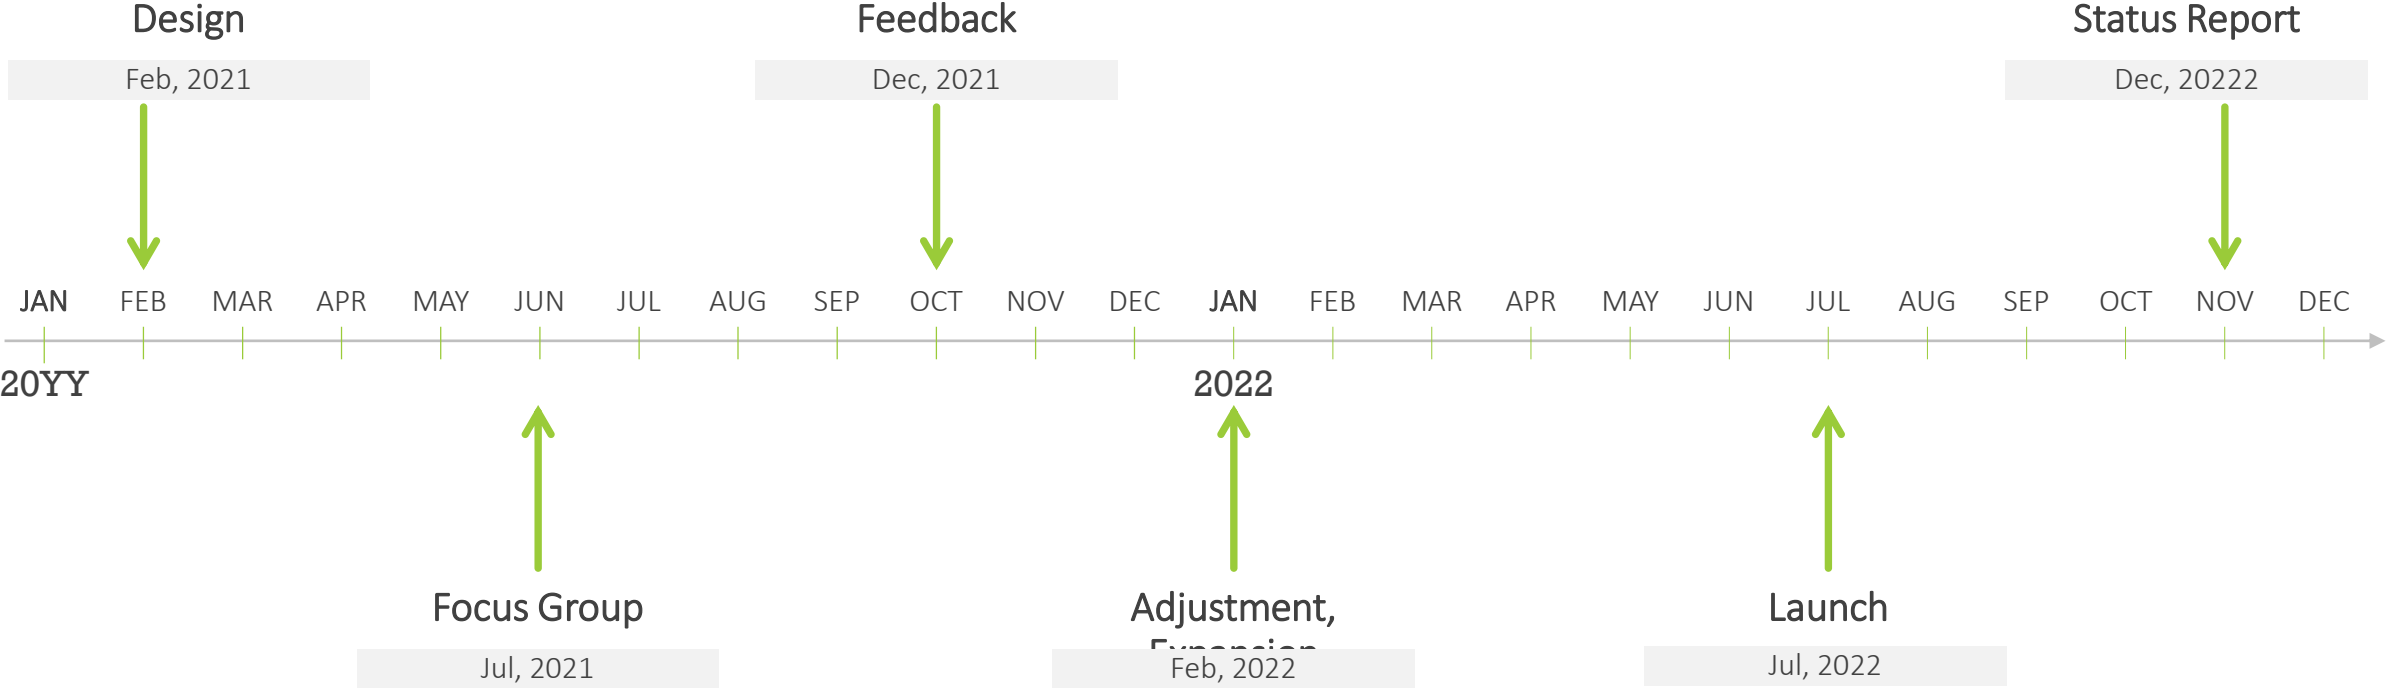 Design
Feb, 2021
Feedback
Dec, 2021
Status Report
Dec, 20222
JAN FEB MAR APR MAY JUN JUL AUG SEP OCT NOV DEC JAN FEB MAR APR MAY JUN JUL AUG SEP OCT NOV DEC
20YY 2022
Focus Group
Jul, 2021
Adjustment,
Expansion
Feb, 2022
Launch
Jul, 2022